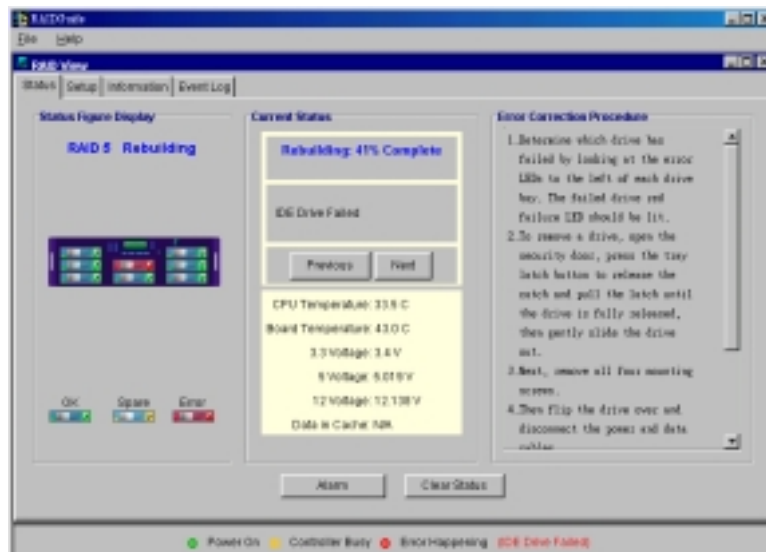 RAIDGuide
File Help
RAID View
Status Setup Information Event Log
Status Figure Display
RAID 5 Rebuilding
OK Spare Error
Current Status
Rebuilding: 41% Complete
IDE Drive Failed
Previous Next
CPU Temperature: 33.5 C
Board Temperature: 43.0 C
3.3 Voltage: 3.4 V
5 Voltage: 5.019 V
12 Voltage: 12.138 V
Data in Cache: N/A
Error Correction Procedure
1.Determine which drive has
failed by looking at the error
LEDs to the left of each drive
bay. The failed drive and
failure LED should be lit.
2.To remove a drive, open the
security door, press the tray
latch button to release the
catch and pull the latch until
the drive is fully released,
then gently slide the drive
out.
3.Next, remove all four mounting
screws.
4.Then flip the drive over and
disconnect the power and data
cables
Alarm Clear Status
Power On Controller Busy Error Happening (IDE Drive Failed)